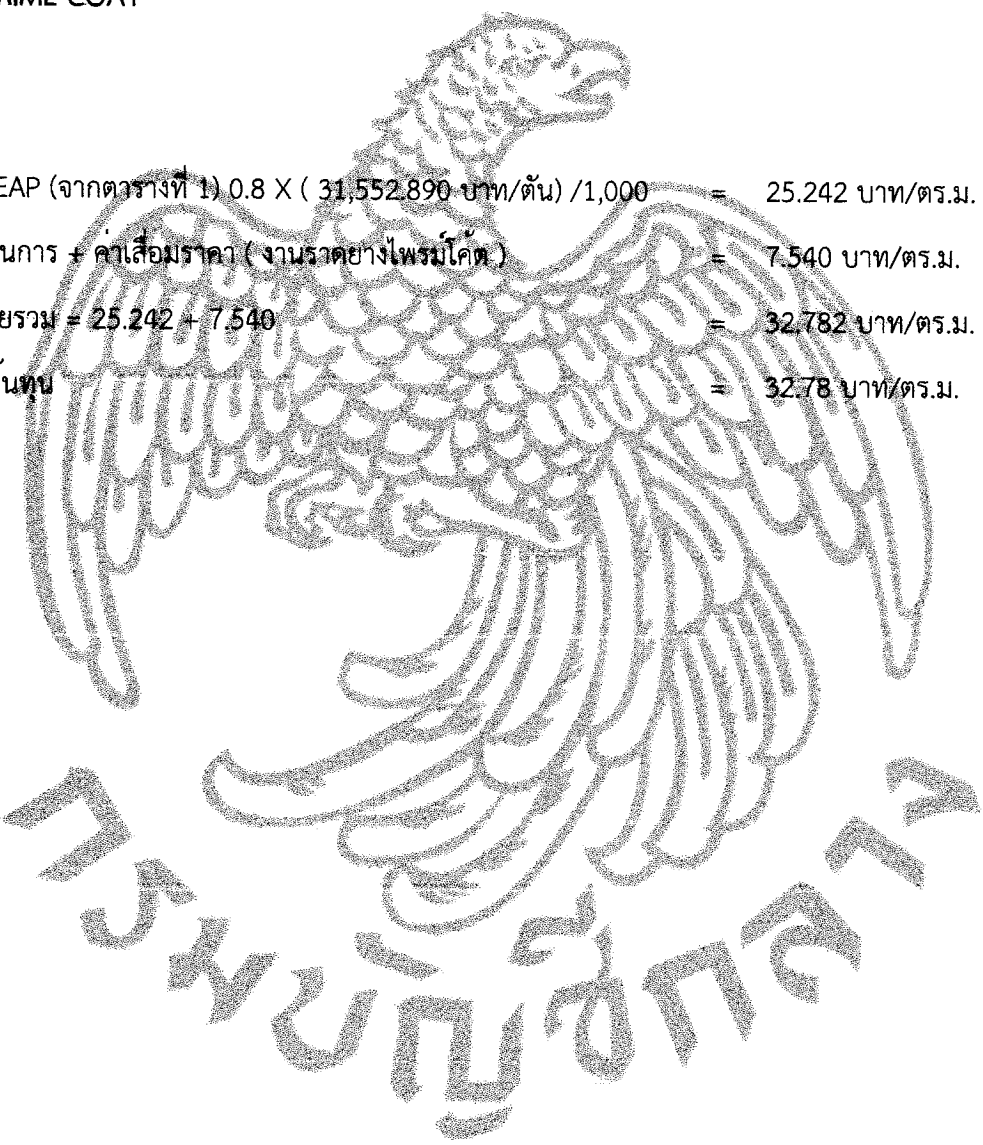 PRIME COAT
EAP (จากตารางที่ 1) 0.8 X ( 31,552.890 บาท/ตัน) /1,000 = 25.242 บาท/ตร.ม.
นการ + ค่าเสื่อมราคา ( งานราดยางไพรม์โค้ต ) = 7.540 บาท/ตร.ม.
ยรวม = 25.242 + 7.540 = 32.782 บาท/ตร.ม.
้นทุน = 32.78 บาท/ตร.ม.
กรมบัญชีกลาง